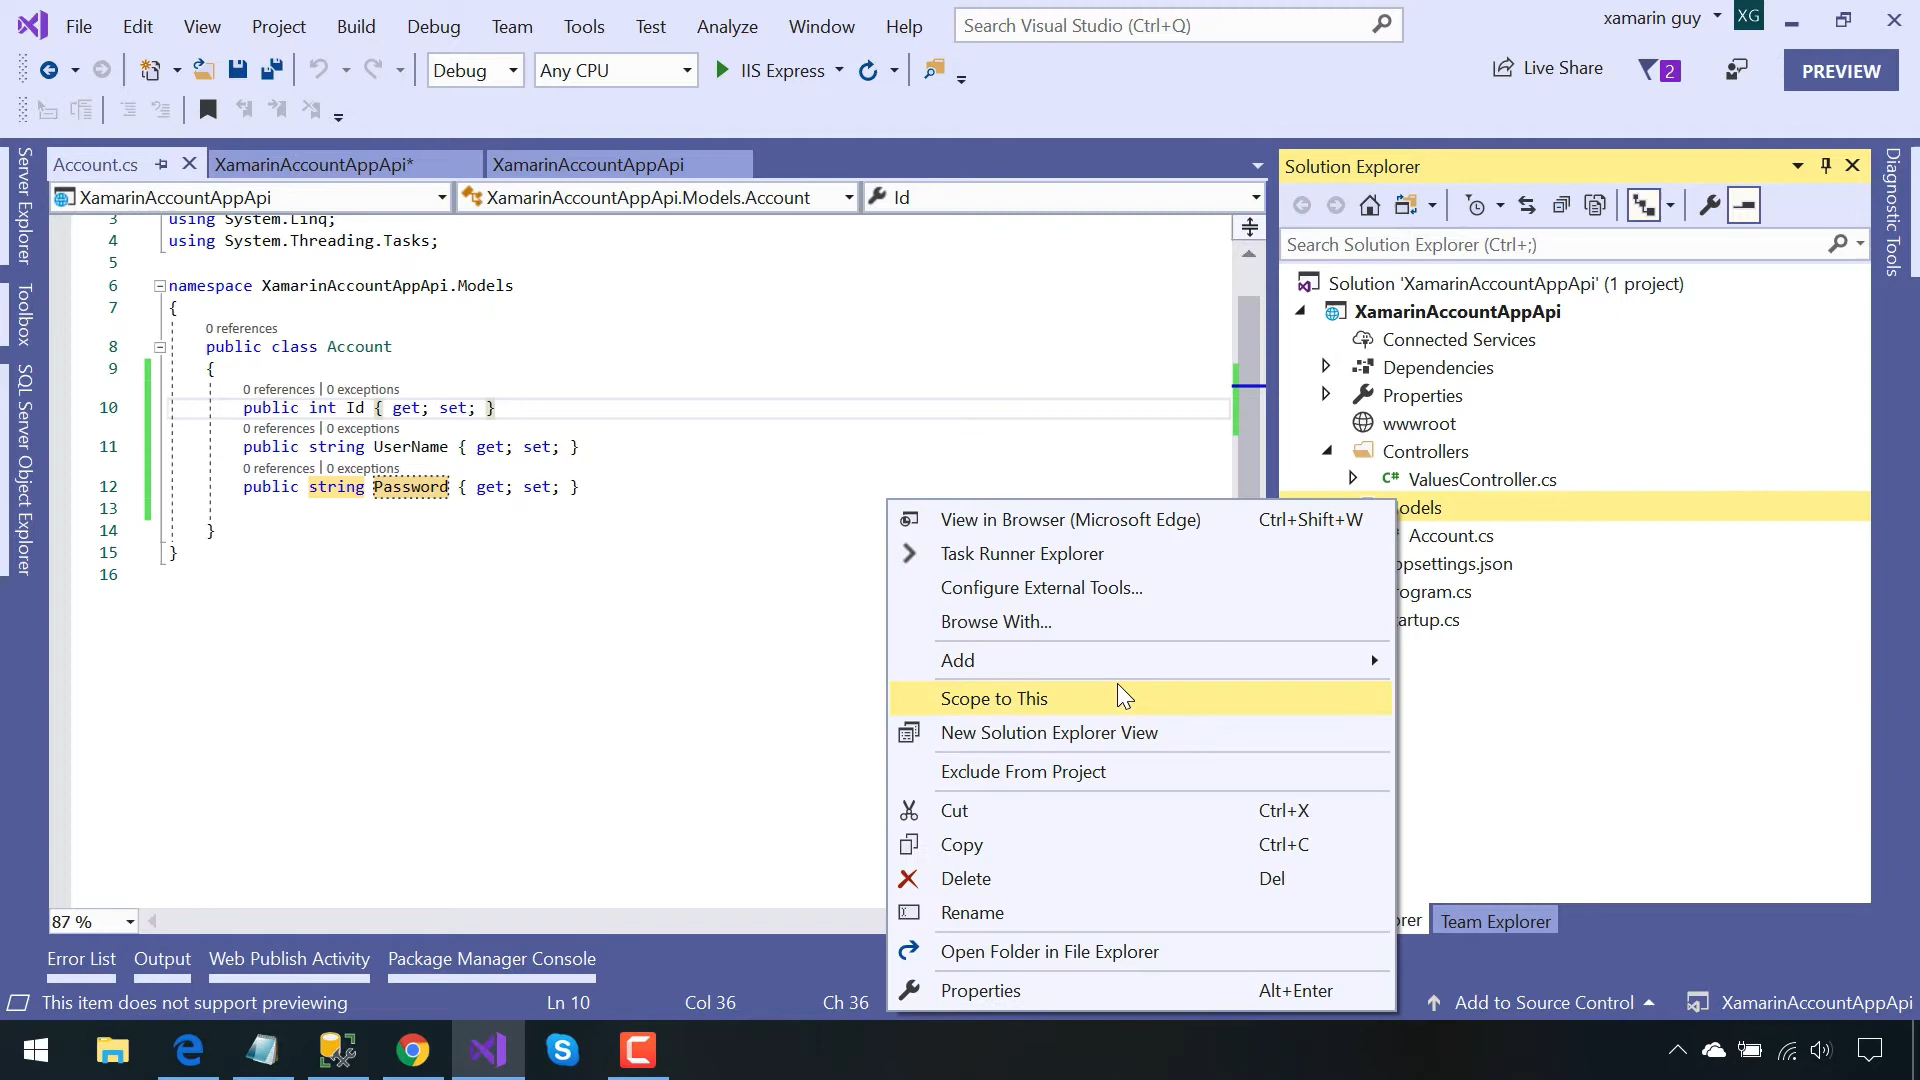 File Edit View Project Build Debug Team Tools Test Analyze Window Help Search Visual Studio (Ctrl+Q) xamarin guy XG
Debug Any CPU IIS Express Live Share 2 PREVIEW
Server Explorer
Toolbox
SQL Server Object Explorer
Account.cs XamarinAccountAppApi* XamarinAccountAppApi
XamarinAccountAppApi XamarinAccountAppApi.Models.Account Id
3 using System.Linq;
4 using System.Threading.Tasks;
5
6 namespace XamarinAccountAppApi.Models
7 {
0 references
8 public class Account
9 {
0 references | 0 exceptions
10 public int Id { get; set; }
0 references | 0 exceptions
11 public string UserName { get; set; }
0 references | 0 exceptions
12 public string Password { get; set; }
13
14 }
15 }
16
87 %
View in Browser (Microsoft Edge) Ctrl+Shift+W
Task Runner Explorer
Configure External Tools...
Browse With...
Add
Scope to This
New Solution Explorer View
Exclude From Project
Cut Ctrl+X
Copy Ctrl+C
Delete Del
Rename
Open Folder in File Explorer
Properties Alt+Enter
Solution Explorer
Search Solution Explorer (Ctrl+;)
Solution 'XamarinAccountAppApi' (1 project)
XamarinAccountAppApi
Connected Services
Dependencies
Properties
wwwroot
Controllers
C# ValuesController.cs
odels
Account.cs
ppsettings.json
rogram.cs
artup.cs
rer Team Explorer
Diagnostic Tools
Error List Output Web Publish Activity Package Manager Console
This item does not support previewing Ln 10 Col 36 Ch 36 Add to Source Control XamarinAccountAppApi